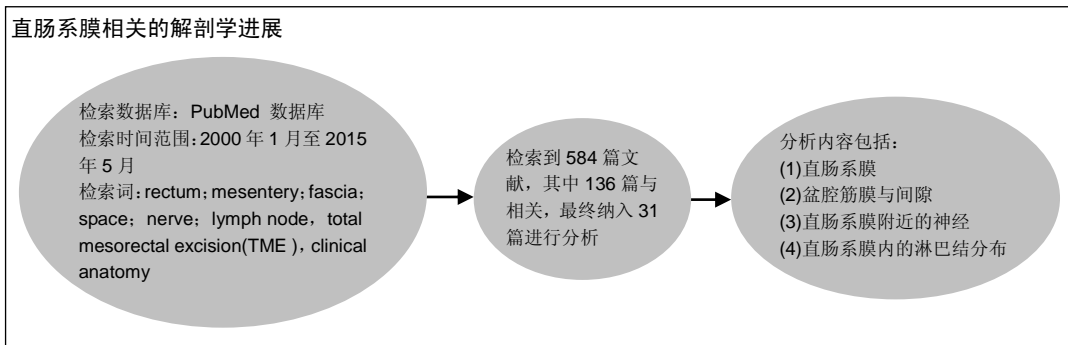 直肠系膜相关的解剖学进展
检索数据库：PubMed 数据库
检索时间范围:2000 年 1 月至 2015
年 5 月
检索词:rectum; mesentery; fascia;
space; nerve; lymph node, total
mesorectal excision(TME ), clinical
anatomy
检索到 584 篇文
献，其中 136 篇与
相关，最终纳入 31
篇进行分析
分析内容包括：
(1)直肠系膜
(2)盆腔筋膜与间隙
(3)直肠系膜附近的神经
(4)直肠系膜内的淋巴结分布